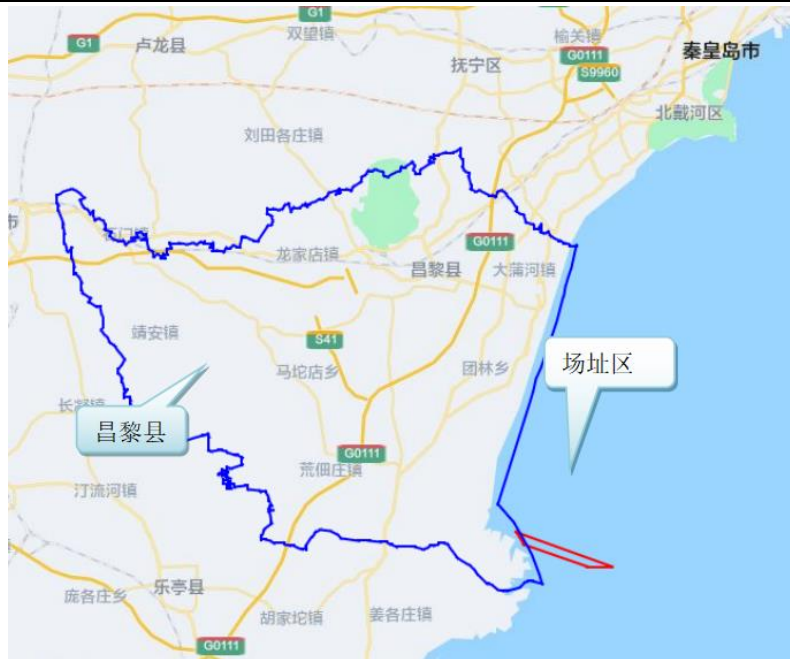 G1
卢龙县
双望镇
榆关镇
G0111
秦皇岛市
抚宁区
S9960
北戴河区
刘田各庄镇
市
石门镇
龙家店镇
G0111
昌黎县
大蒲河镇
靖安镇
S41
马坨店乡
团林乡
场址区
昌黎县
G0111
荒佃庄镇
汀流河镇
乐亭县
庞各庄乡
胡家坨镇
姜各庄镇
G0111